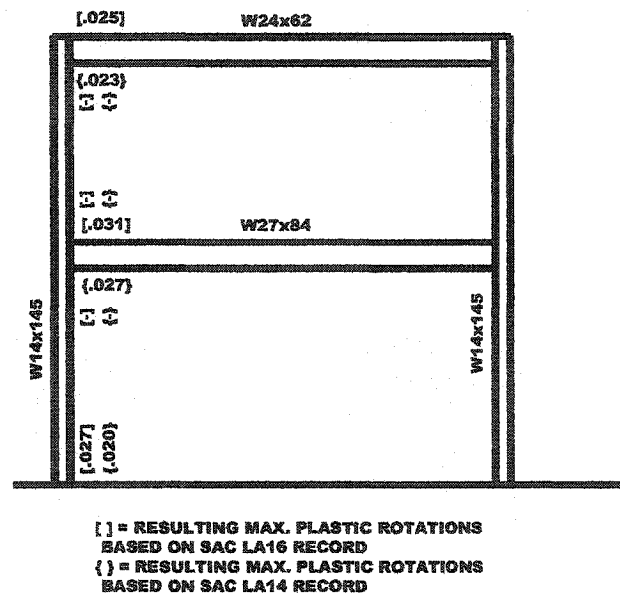 [.025] W24x62
{.023}
[-] {-}
[-] {-}
[.031] W27x84
{.027}
[-] {-}
W14x145
W14x145
[.027]
{.020}
[ ] = RESULTING MAX. PLASTIC ROTATIONS
BASED ON SAC LA16 RECORD
{ } = RESULTING MAX. PLASTIC ROTATIONS
BASED ON SAC LA14 RECORD